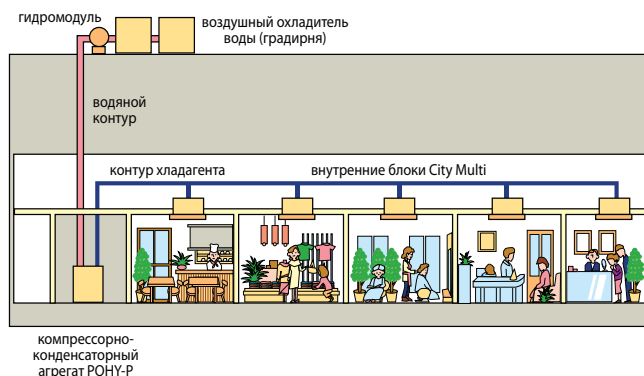 гидромодуль
воздушный охладитель
воды (градирня)
водяной
контур
контур хладагента
внутренние блоки City Multi
компрессорно-
конденсаторный
агрегат PQHY-P